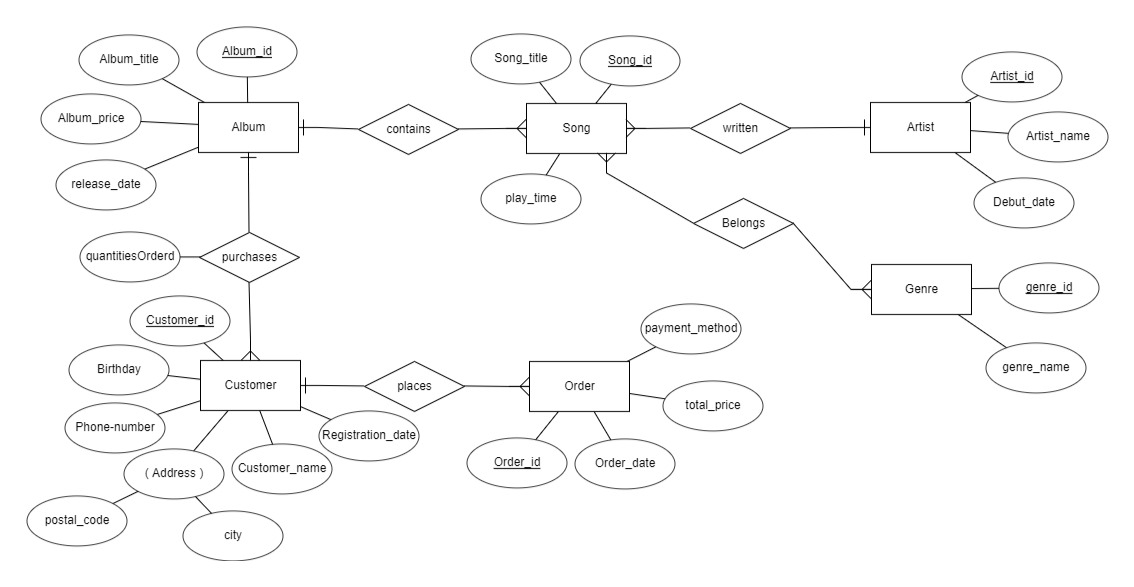 Album_title
Album_id
Album_price
Album
release_date
contains
Song_title
Song_id
Song
play_time
written
Artist
Artist_id
Artist_name
Debut_date
Belongs
Genre
genre_id
genre_name
quantitiesOrderd
purchases
Customer_id
Birthday
Customer
Phone-number
( Address )
Customer_name
Registration_date
postal_code
city
places
Order
payment_method
total_price
Order_id
Order_date